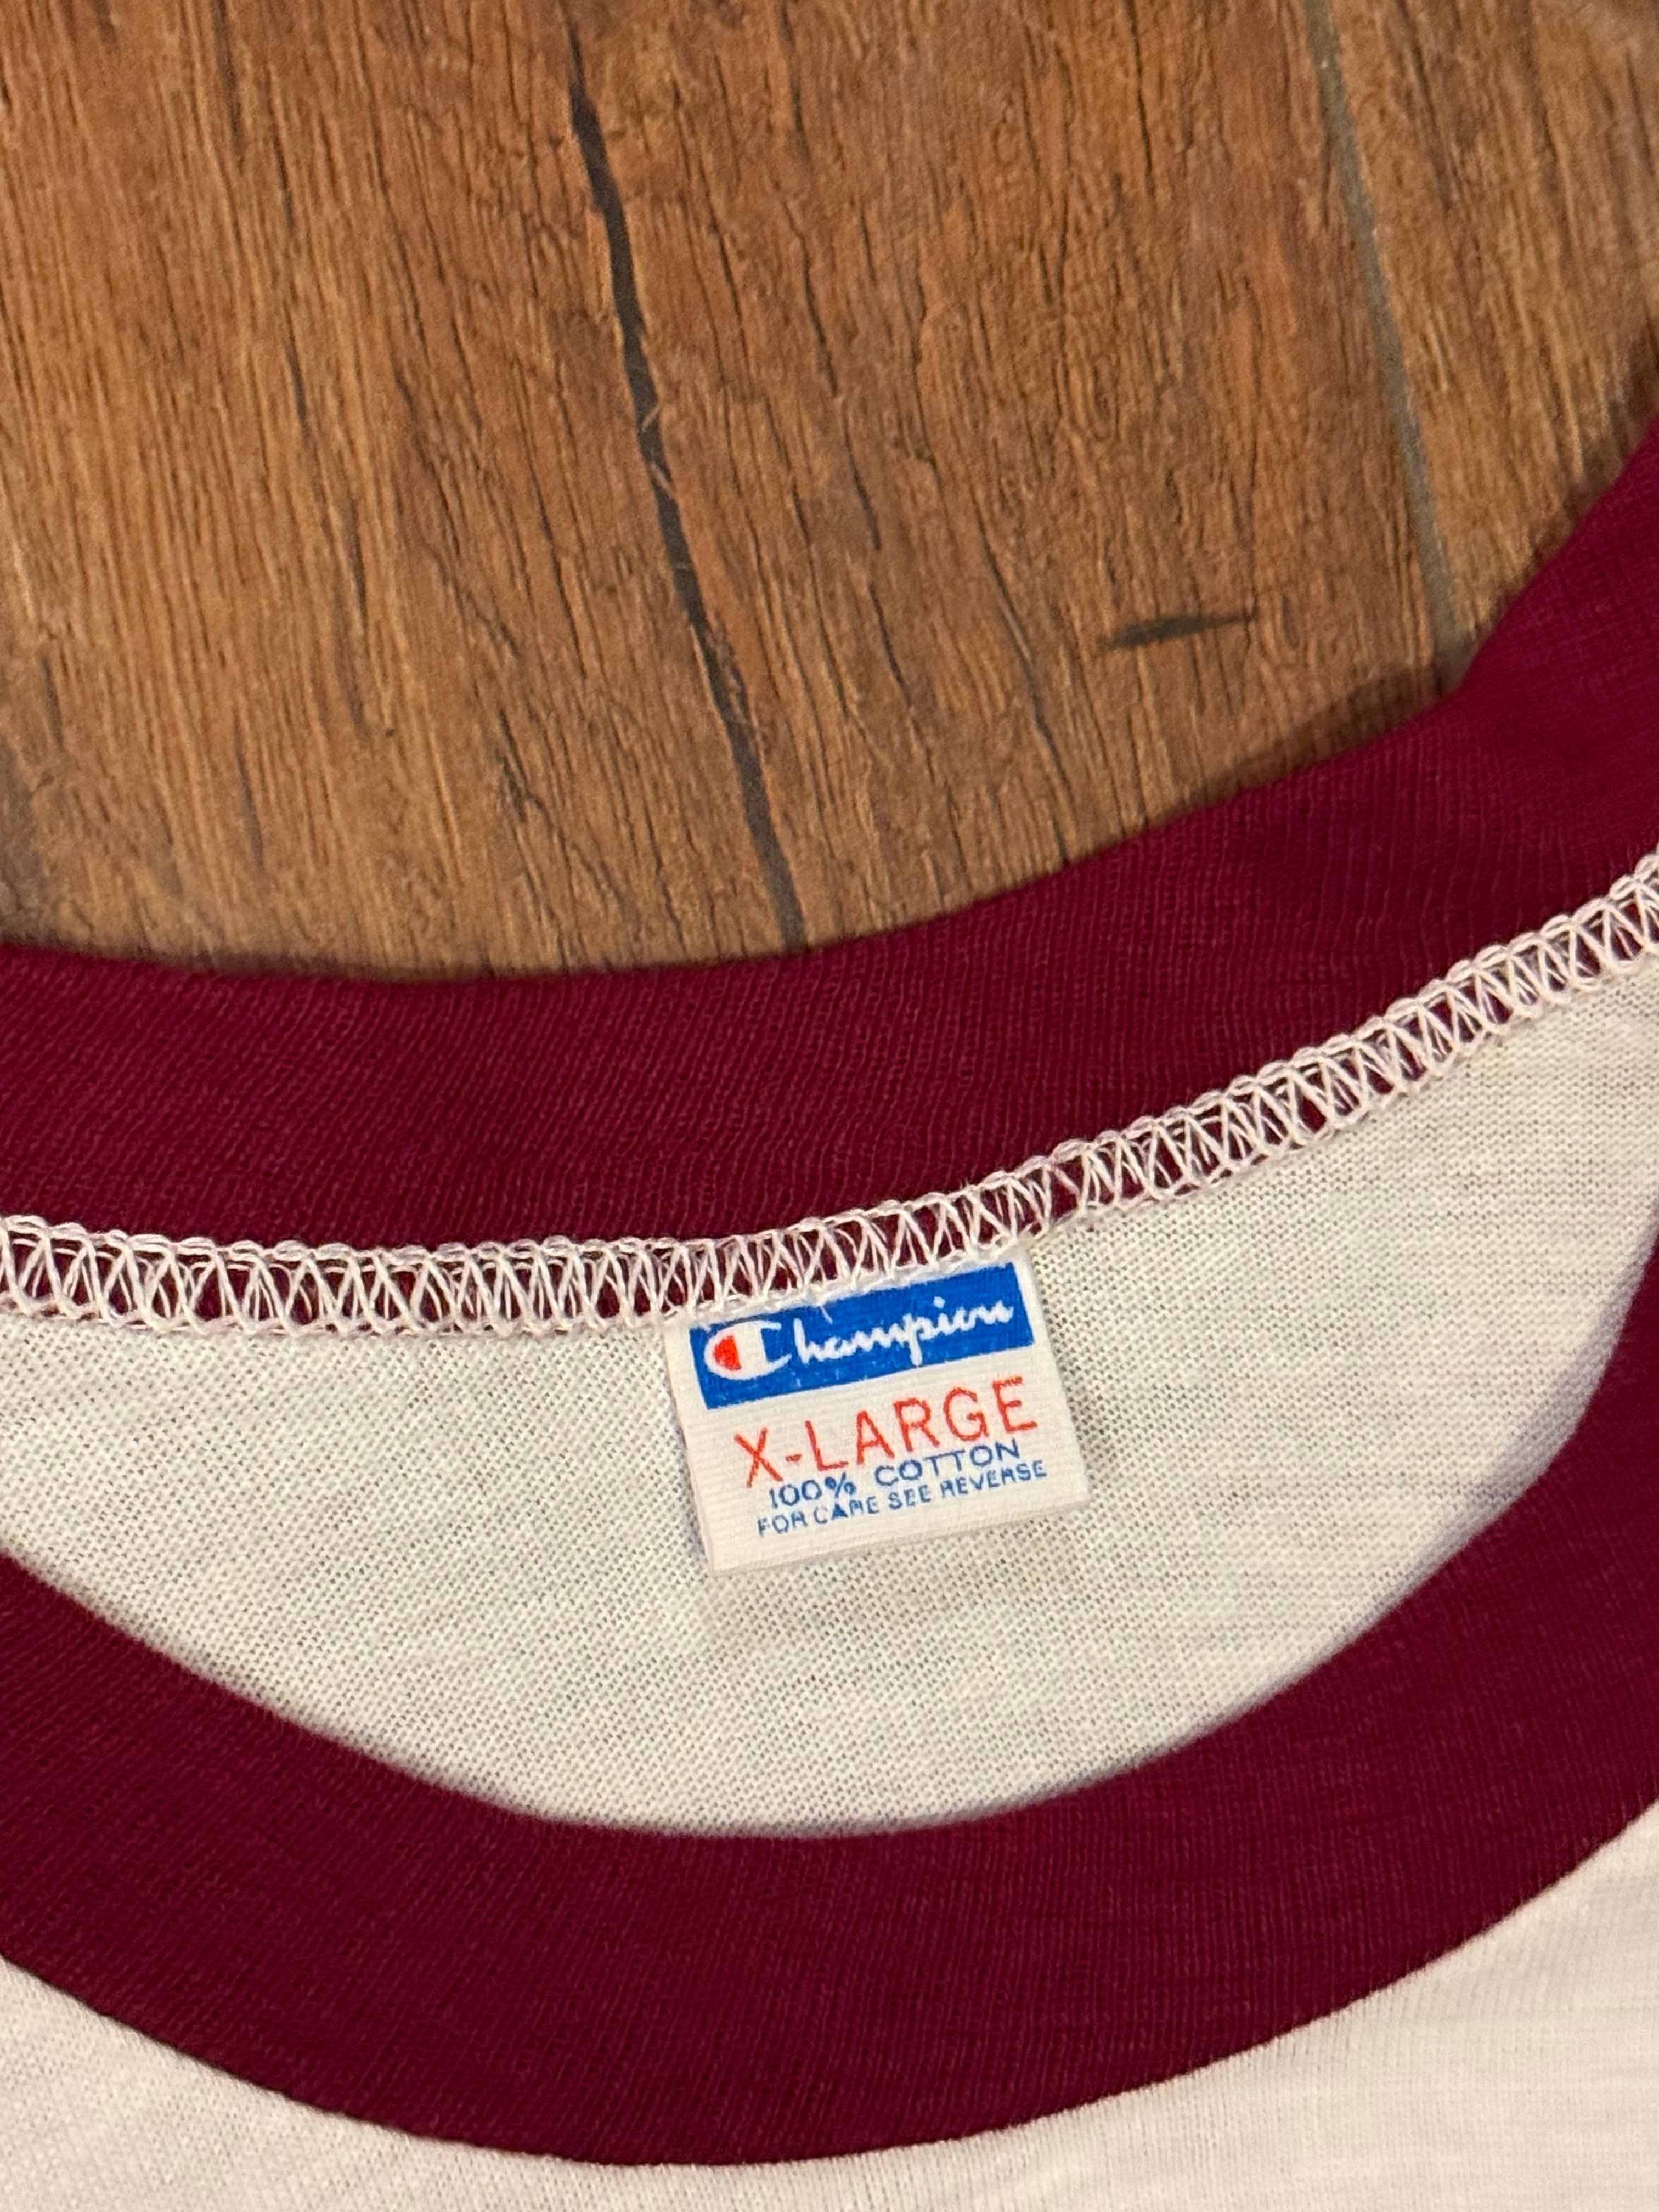 Champion
X-LARGE
100% COTTON
FOR CARE SEE REVERSE